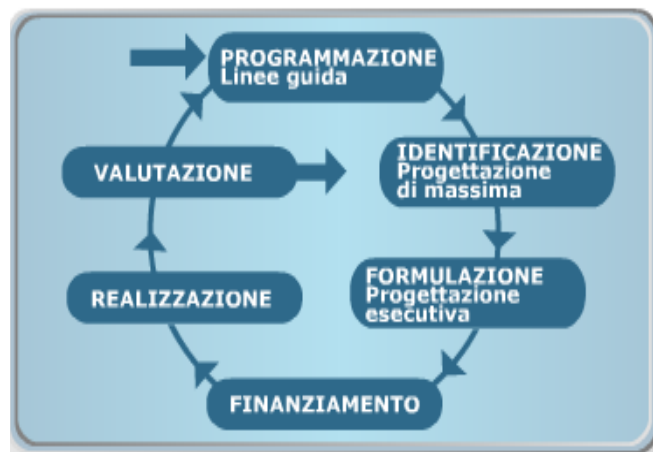 PROGRAMMAZIONE
Linee guida
IDENTIFICAZIONE
Progettazione
di massima
FORMULAZIONE
Progettazione
esecutiva
FINANZIAMENTO
REALIZZAZIONE
VALUTAZIONE